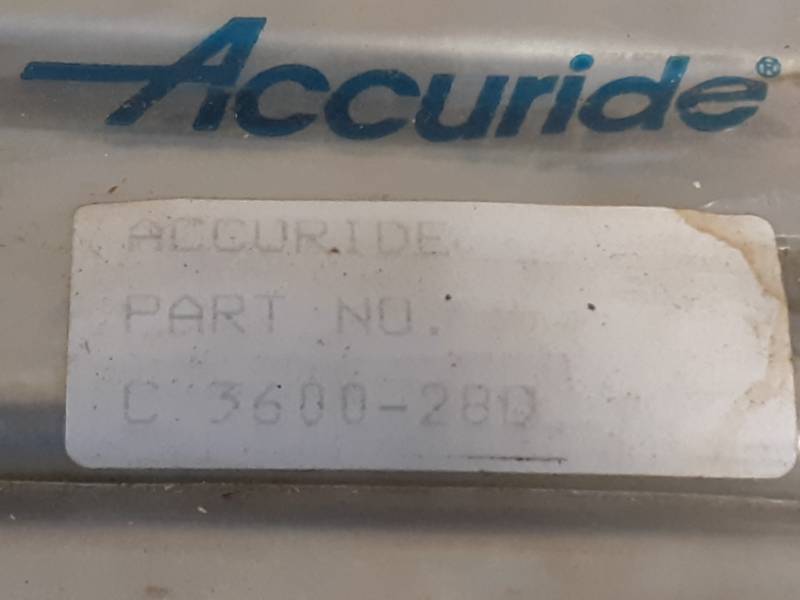 Accuride®
ACCURIDE
PART NO.
C 3600-28D